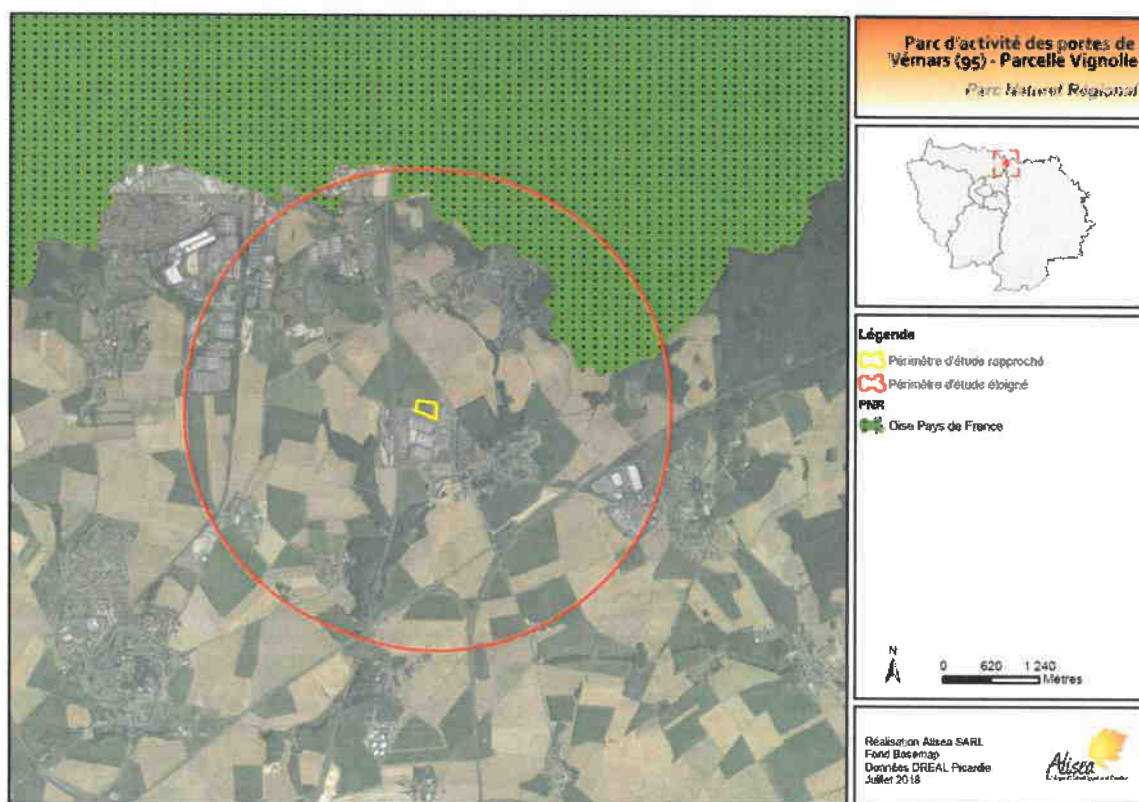 Parc d'activité des portes de
Vémars (95) - Parcelle Vignolle
Parc Naturel Régional
Légende
Périmètre d'étude rapproché
Périmètre d'étude éloigné
PNR
Oise Pays de France
N
0 620 1 240
Mètres
Réalisation Alisea SARL
Fond Basemap
Données DREAL Picardie
Juillet 2018
Alisea